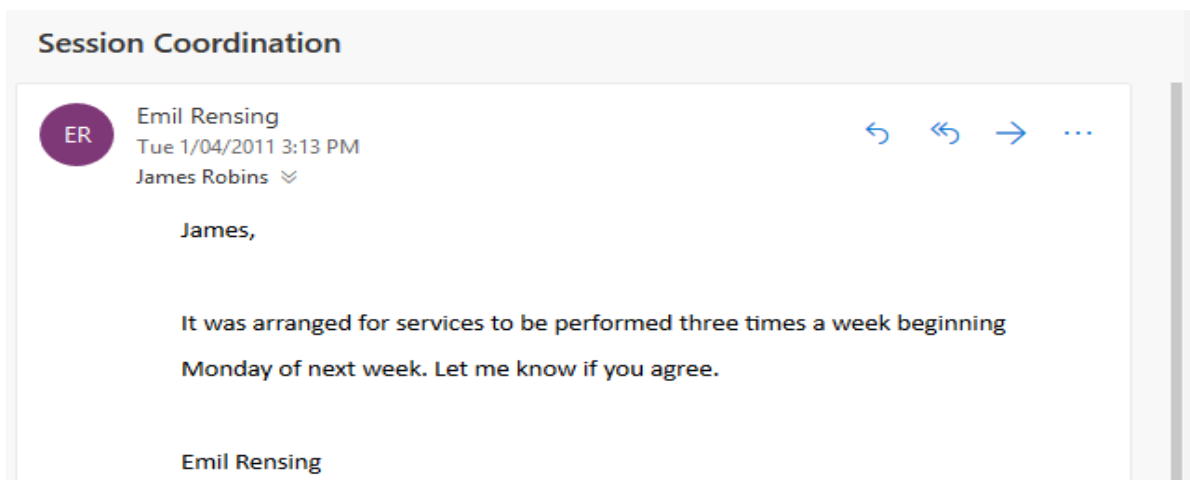 Session Coordination
ER
Emil Rensing
Tue 1/04/2011 3:13 PM
James Robins
James,
It was arranged for services to be performed three times a week beginning
Monday of next week. Let me know if you agree.
Emil Rensing